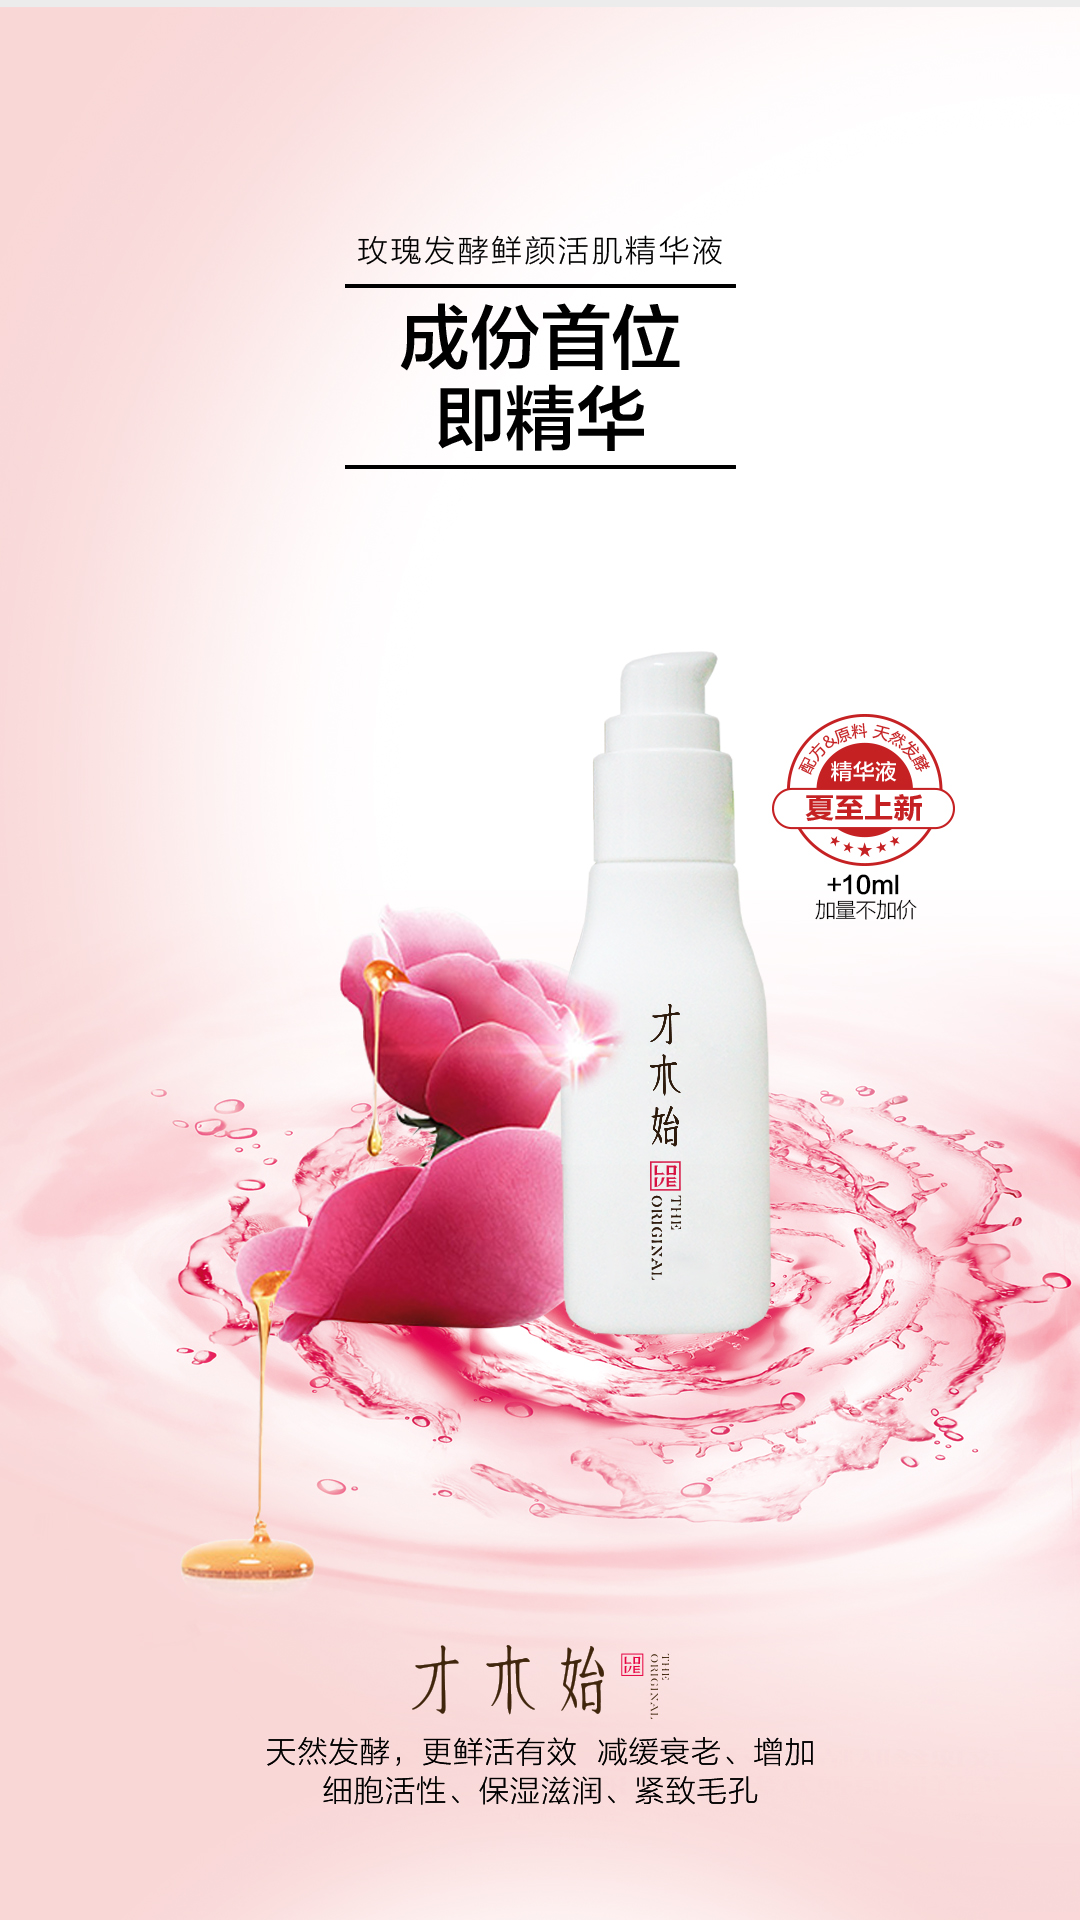 玫瑰发酵鲜颜活肌精华液
成份首位
即精华
配方&原料 天然发酵
精华液
夏至上新
+10ml
加量不加价
才木始
LOVE
THE
ORIGINAL
才木始
LOVE
THE
ORIGINAL
天然发酵，更鲜活有效 减缓衰老、增加
细胞活性、保湿滋润、紧致毛孔